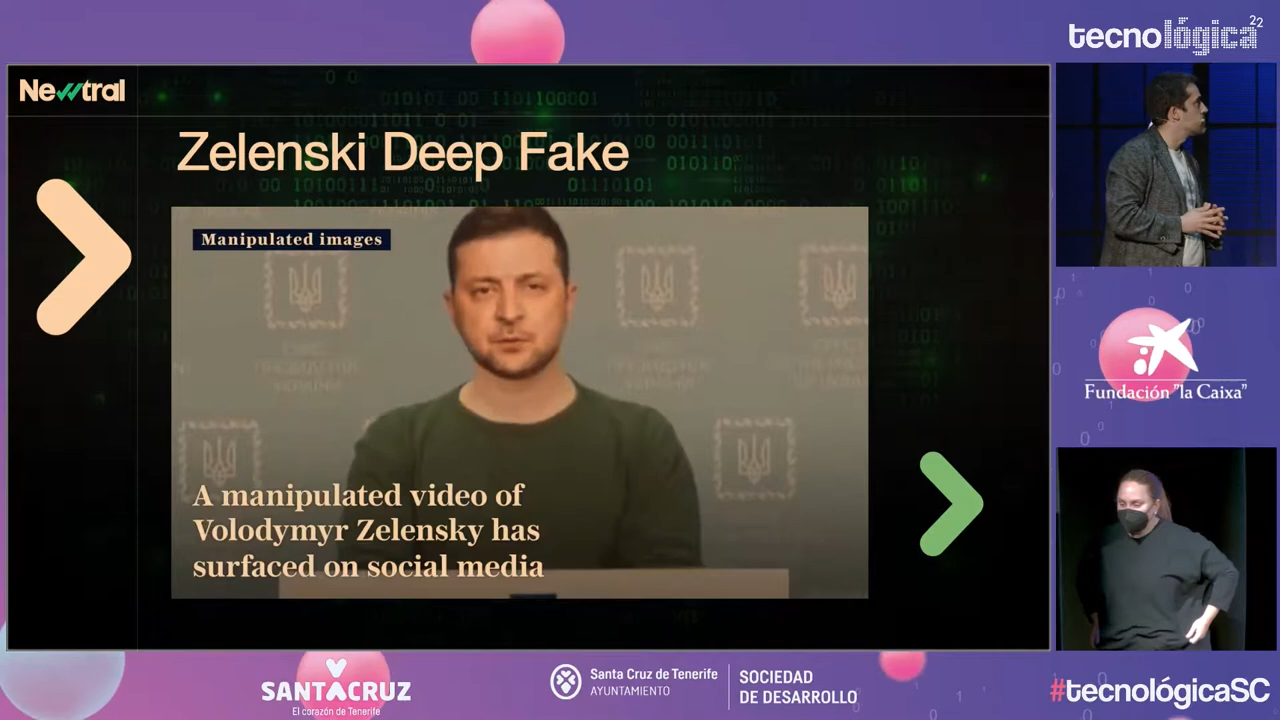 tecnológica22
Newtral
Zelenski Deep Fake
Manipulated images
A manipulated video of
Volodymyr Zelensky has
surfaced on social media
Fundación "la Caixa"
SANTACRUZ
El corazón de Tenerife
Santa Cruz de Tenerife
AYUNTAMIENTO
SOCIEDAD
DE DESARROLLO
#tecnológicaSC